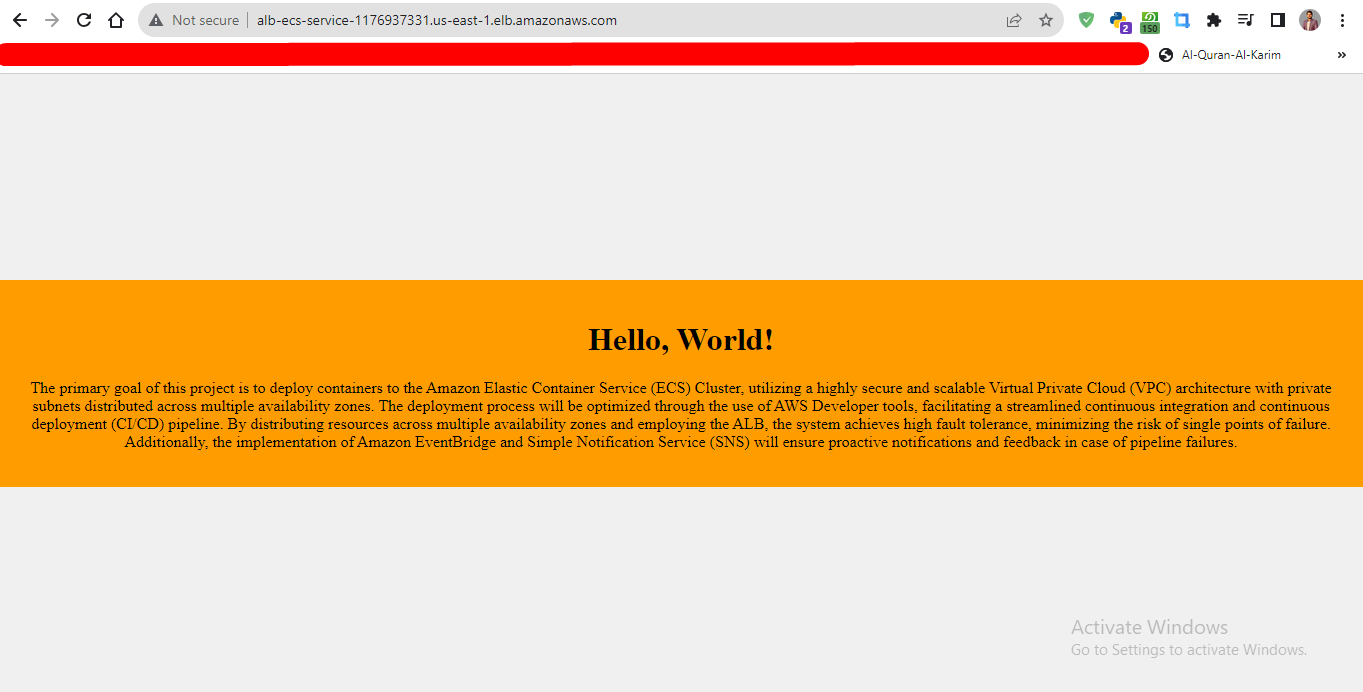 Not secure | alb-ecs-service-1176937331.us-east-1.elb.amazonaws.com
2
150
Al-Quran-Al-Karim »
Hello, World!
The primary goal of this project is to deploy containers to the Amazon Elastic Container Service (ECS) Cluster, utilizing a highly secure and scalable Virtual Private Cloud (VPC) architecture with private
subnets distributed across multiple availability zones. The deployment process will be optimized through the use of AWS Developer tools, facilitating a streamlined continuous integration and continuous
deployment (CI/CD) pipeline. By distributing resources across multiple availability zones and employing the ALB, the system achieves high fault tolerance, minimizing the risk of single points of failure.
Additionally, the implementation of Amazon EventBridge and Simple Notification Service (SNS) will ensure proactive notifications and feedback in case of pipeline failures.
Activate Windows
Go to Settings to activate Windows.